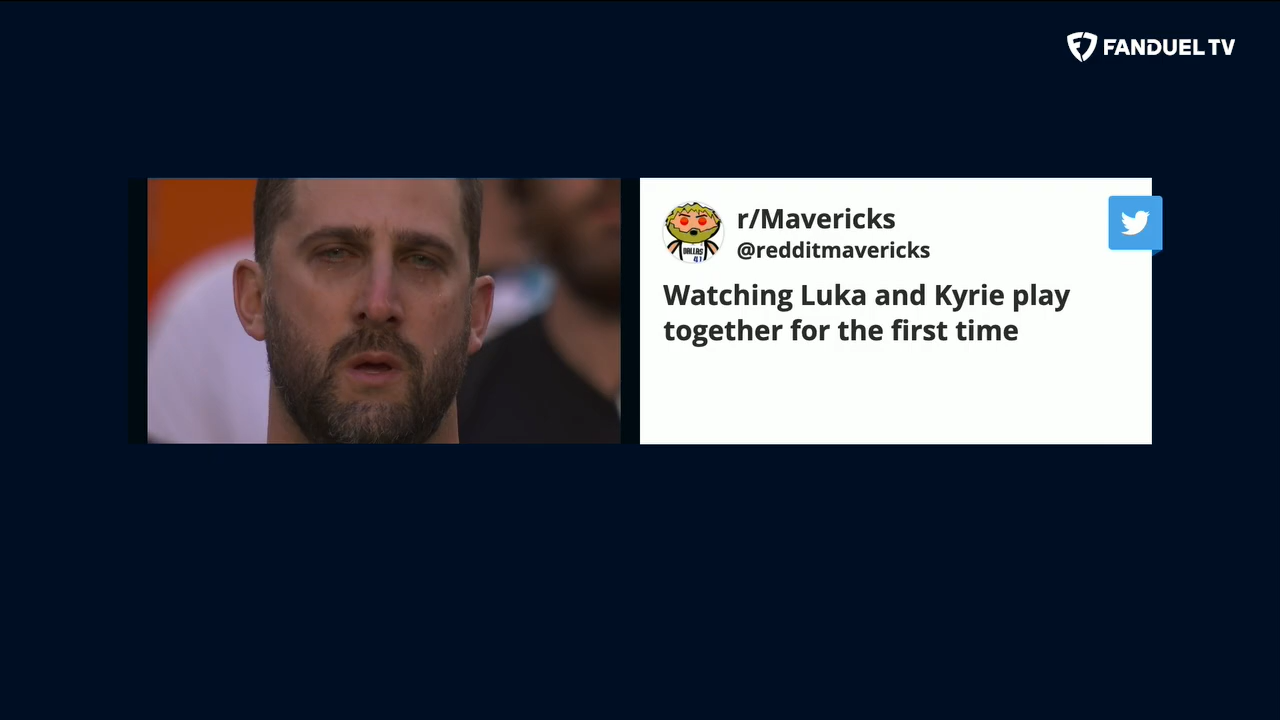 FANDUEL TV
r/Mavericks
@redditmavericks
Watching Luka and Kyrie play
together for the first time
DALLAS
41